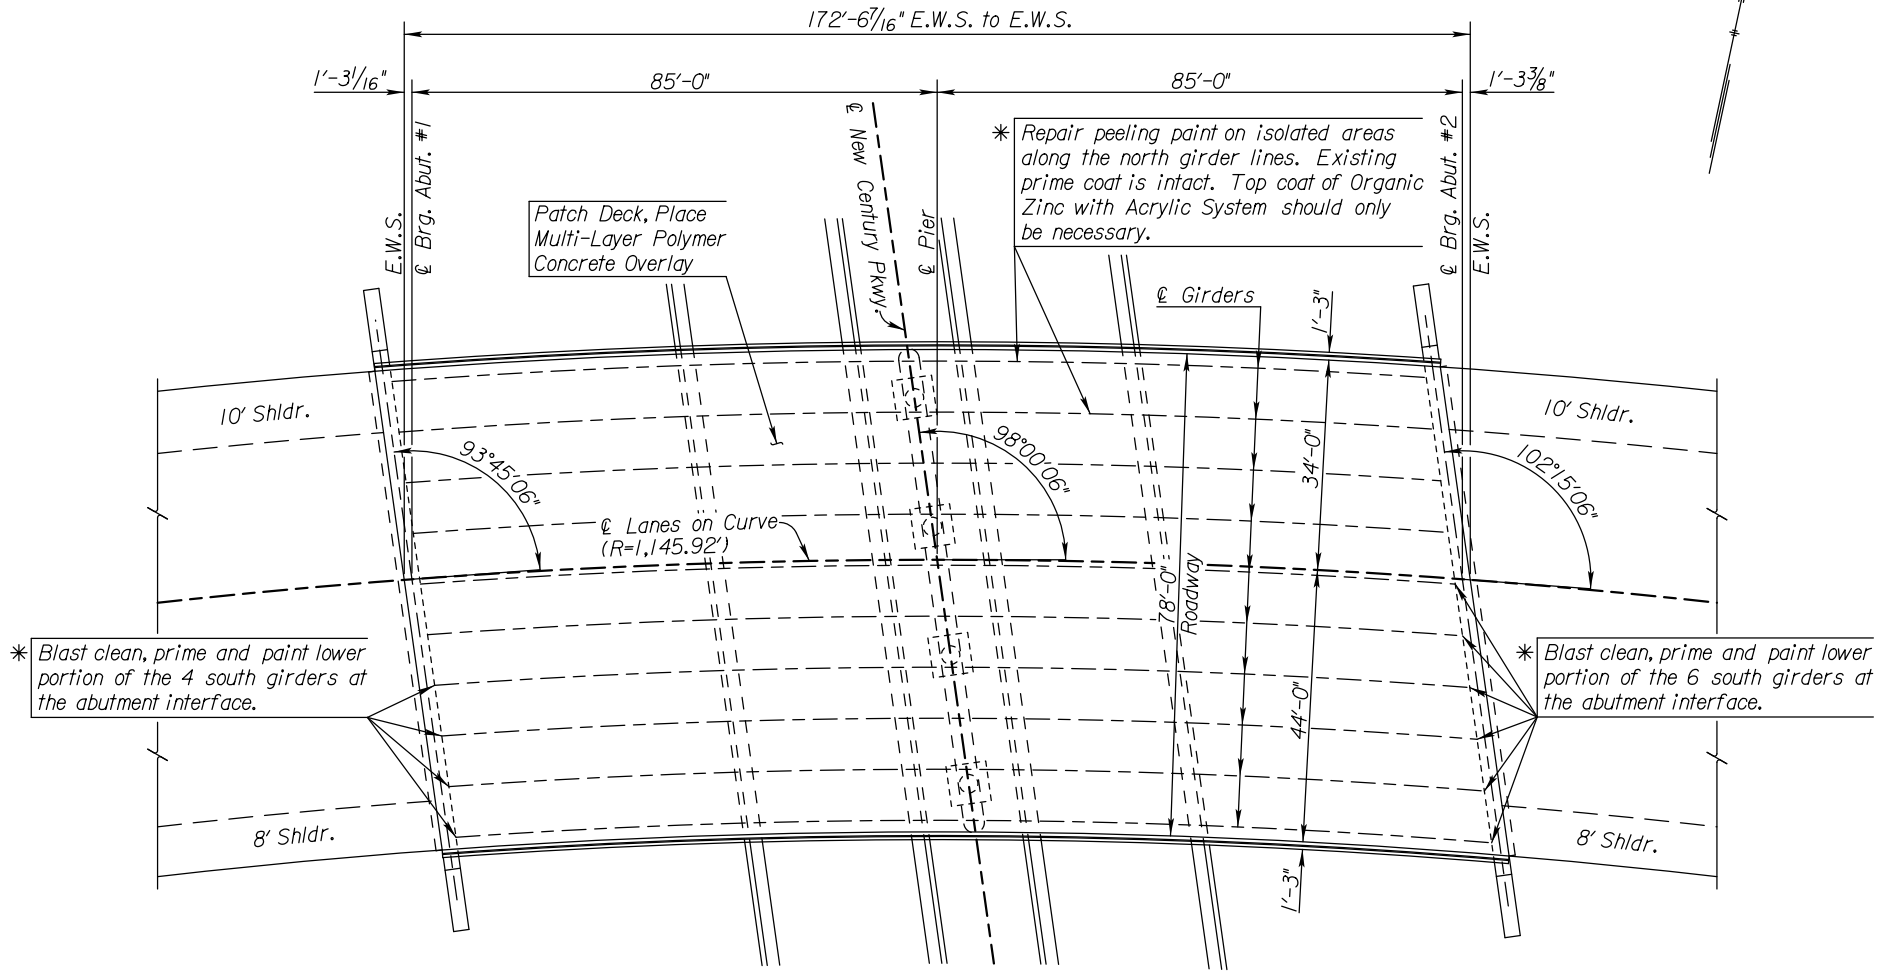 172'-6 7/16" E.W.S. to E.W.S.
1'-3 1/16"
85'-0"
85'-0"
1'-3 3/8"
E.W.S.
℄ Brg. Abut. #1
℄ New Century Pkwy.
℄ Pier
℄ Brg. Abut. #2
E.W.S.
* Repair peeling paint on isolated areas
along the north girder lines. Existing
prime coat is intact. Top coat of Organic
Zinc with Acrylic System should only
be necessary.
Patch Deck, Place
Multi-Layer Polymer
Concrete Overlay
℄ Girders
1'-3"
10' Shldr.
10' Shldr.
93°45'06"
98°00'06"
102°15'06"
34'-0"
℄ Lanes on Curve
(R=1,145.92')
78'-0"
Roadway
44'-0"
* Blast clean, prime and paint lower
portion of the 4 south girders at
the abutment interface.
* Blast clean, prime and paint lower
portion of the 6 south girders at
the abutment interface.
8' Shldr.
8' Shldr.
1'-3"